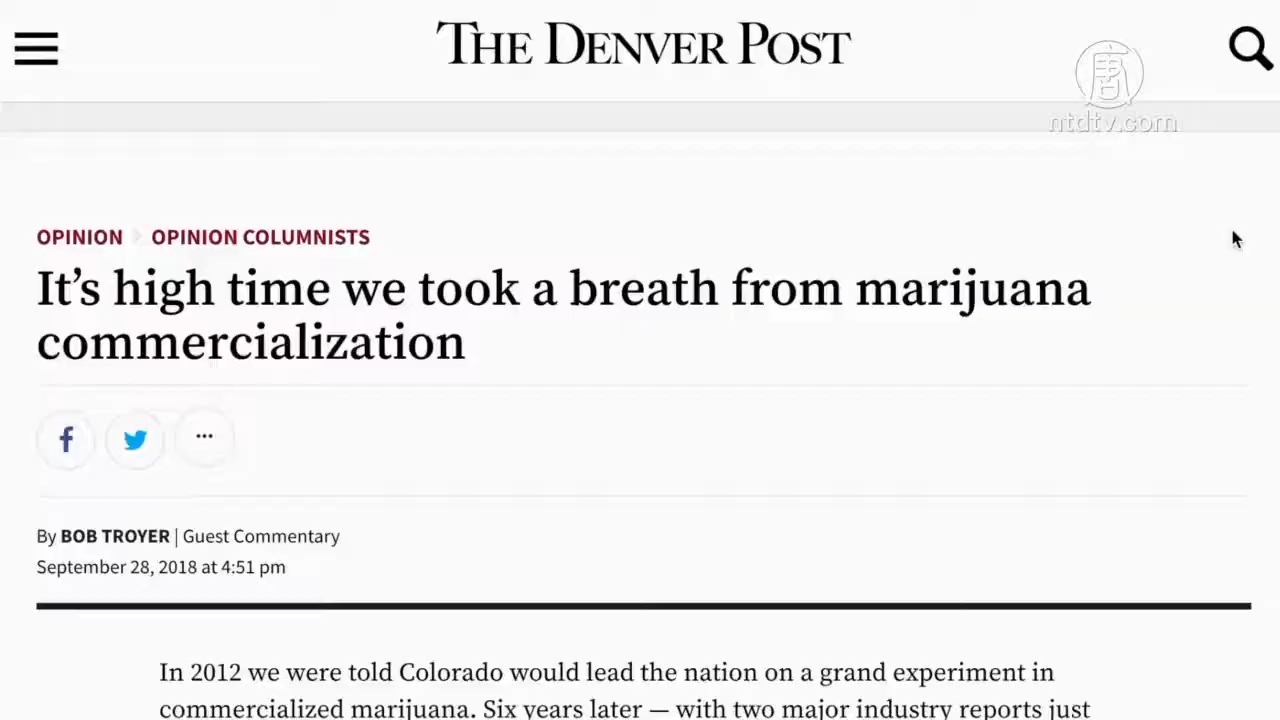 THE DENVER POST
唐
ntdtv.com
OPINION OPINION COLUMNISTS
It’s high time we took a breath from marijuana
commercialization
By BOB TROYER | Guest Commentary
September 28, 2018 at 4:51 pm
In 2012 we were told Colorado would lead the nation on a grand experiment in
commercialized marijuana. Six years later — with two major industry reports just